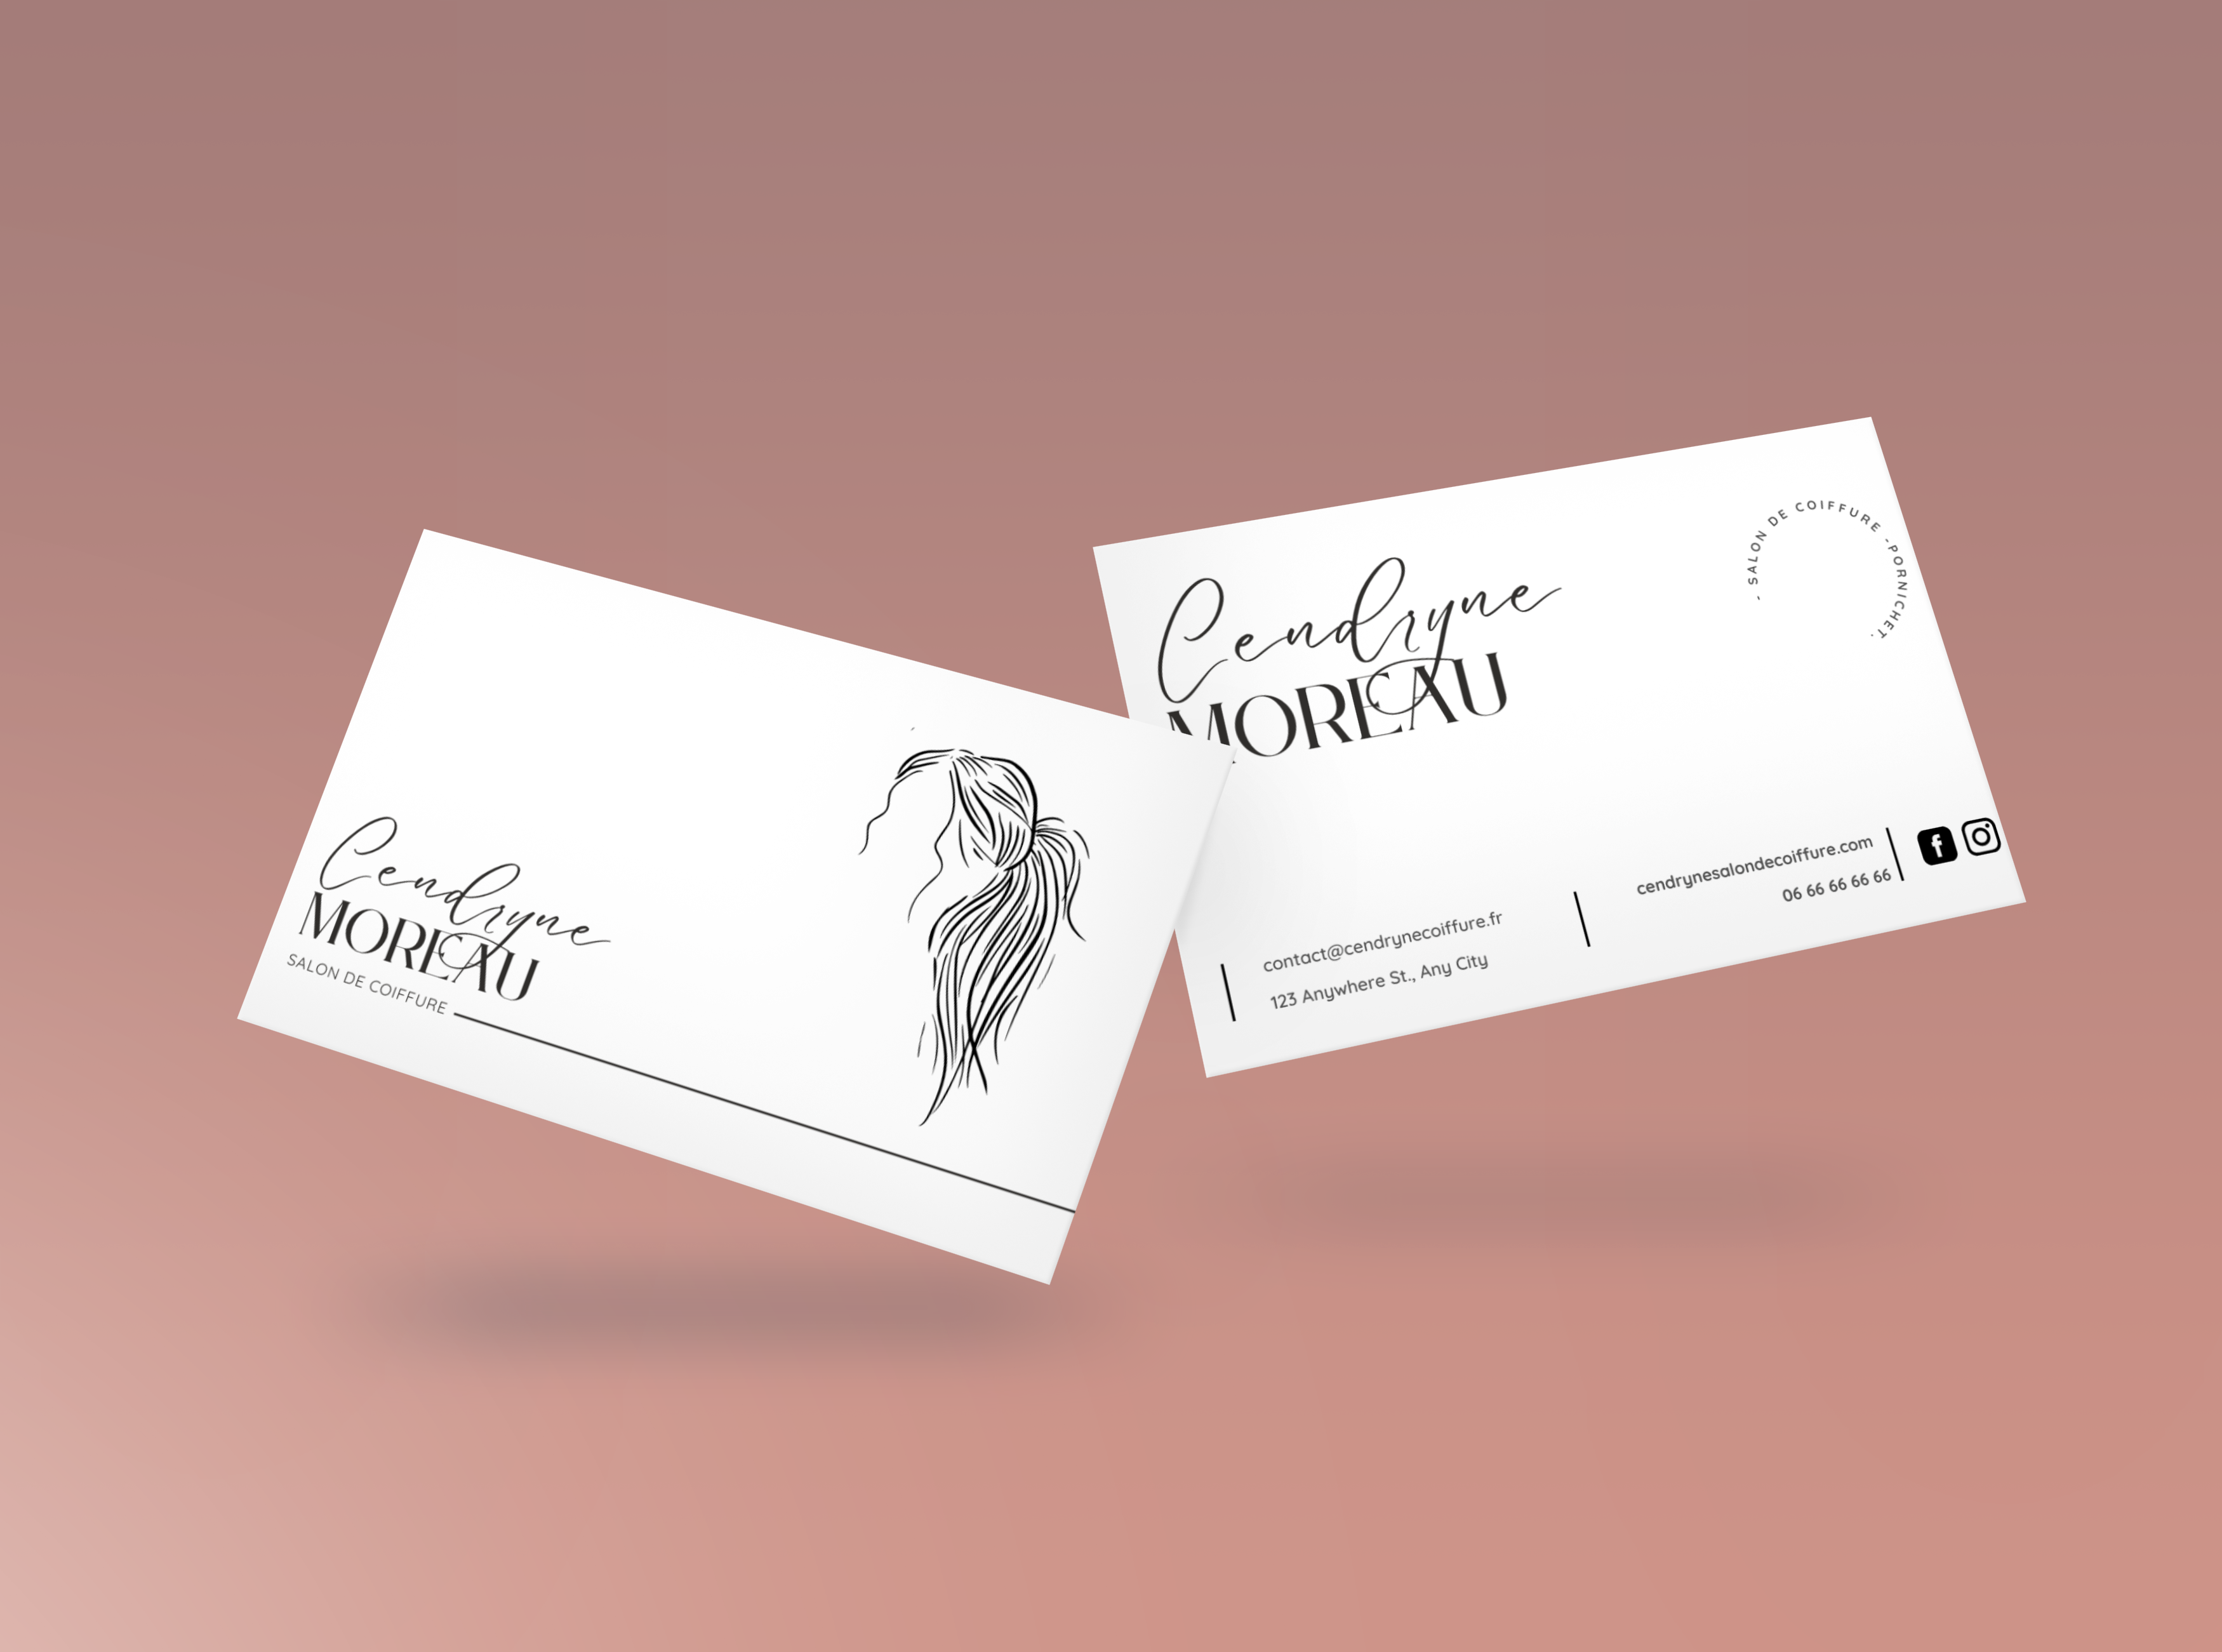 Cendryne
MOREAU
SALON DE COIFFURE
Cendryne
MOREAU
- SALON DE COIFFURE -PORNICHET.
contact@cendrynecoiffure.fr
123 Anywhere St., Any City
cendrynesalondecoiffure.com
06 66 66 66 66